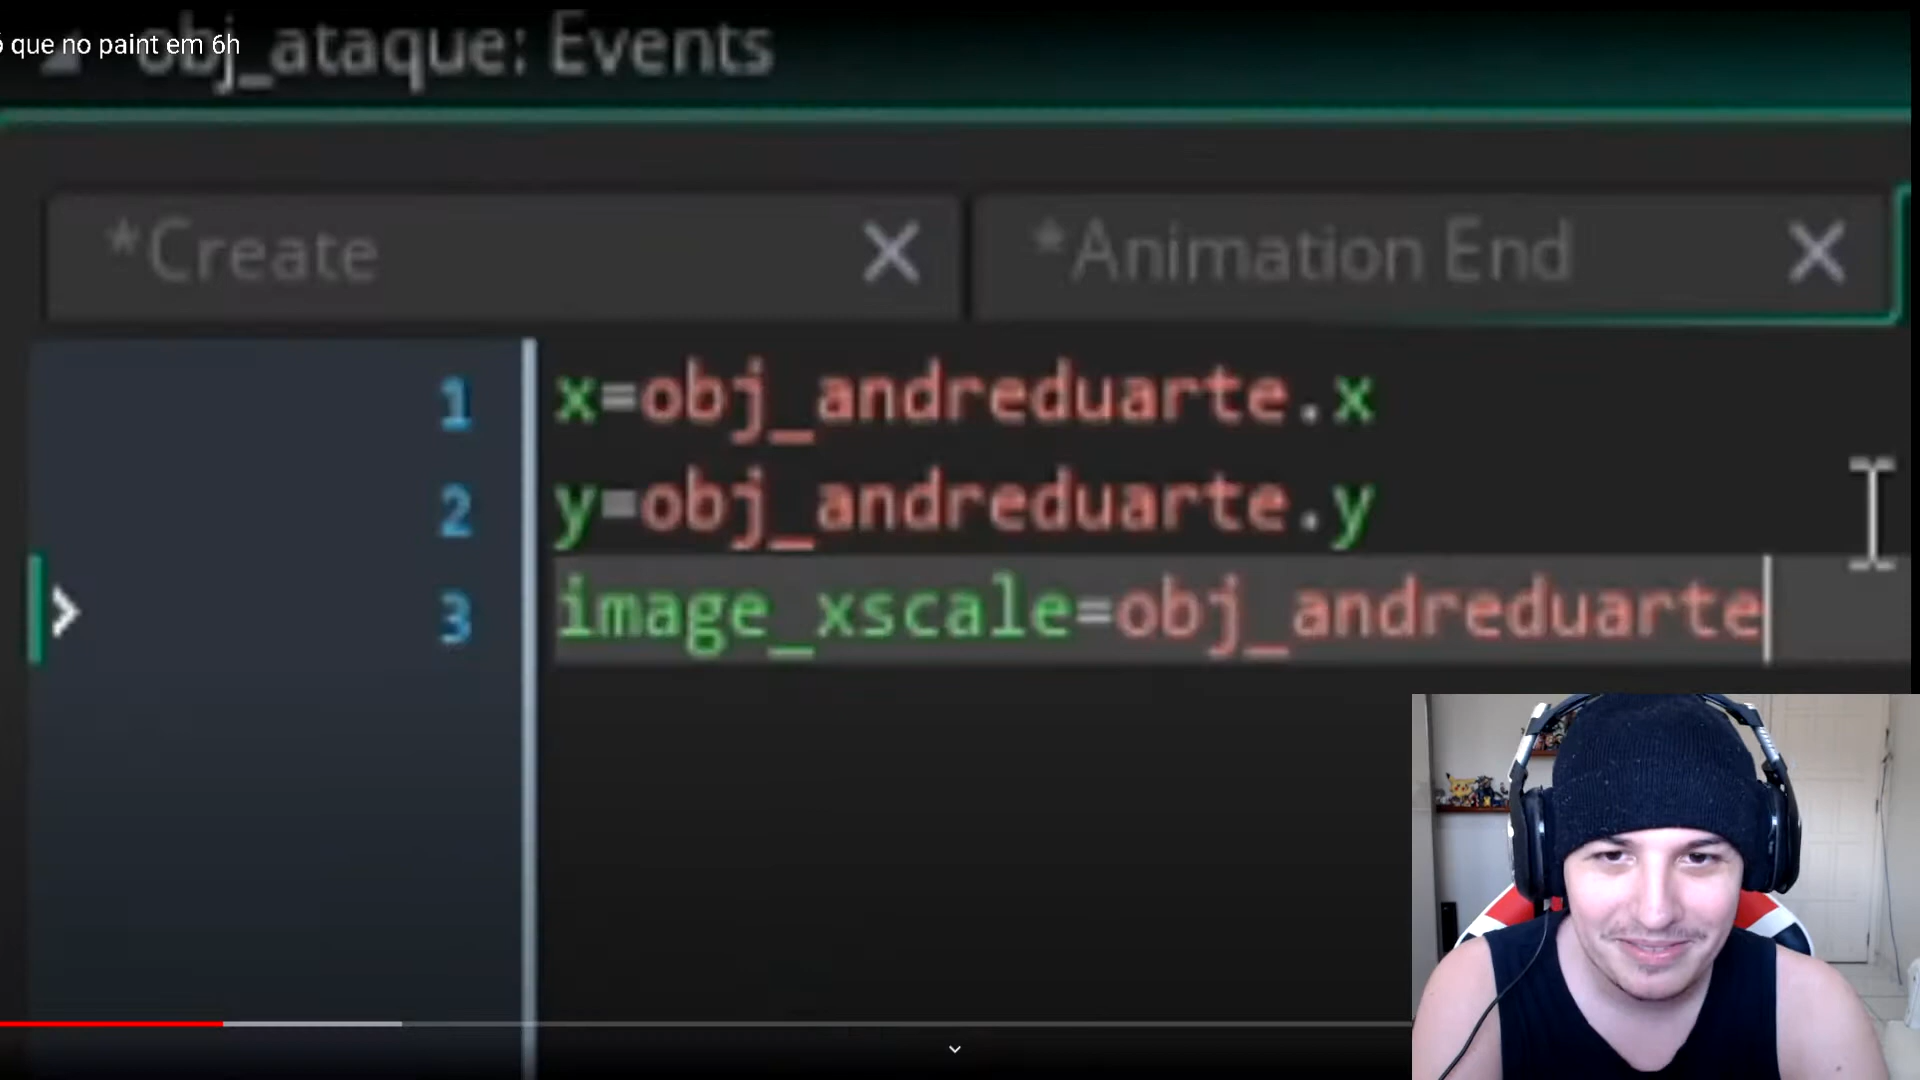 que no paint em 6h
obj_ataque: Events
*Create
*Animation End
1 x=obj_andreduarte.x
2 y=obj_andreduarte.y
3 image_xscale=obj_andreduarte